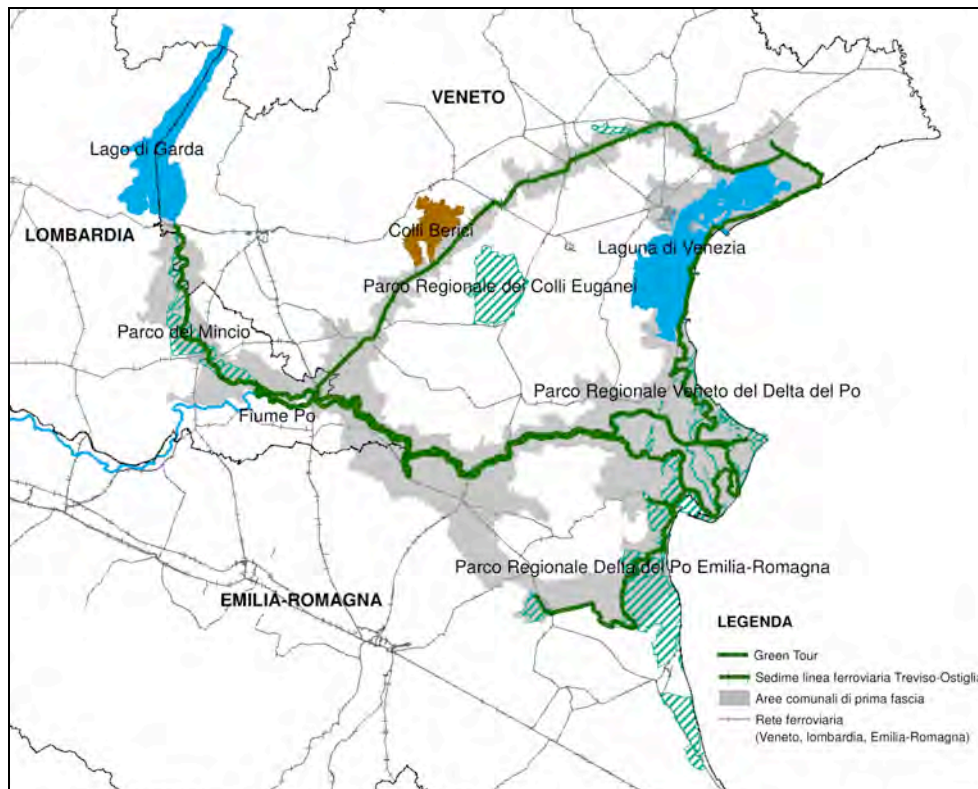 VENETO
Lago di Garda
LOMBARDIA
Colli Berici
Laguna di Venezia
Parco Regionale dei Colli Euganei
Parco del Mincio
Parco Regionale Veneto del Delta del Po
Fiume Po
Parco Regionale Delta del Po Emilia-Romagna
EMILIA-ROMAGNA
LEGENDA
Green Tour
Sedime linea ferroviaria Treviso-Ostiglia
Aree comunali di prima fascia
Rete ferroviaria
(Veneto, lombardia, Emilia-Romagna)